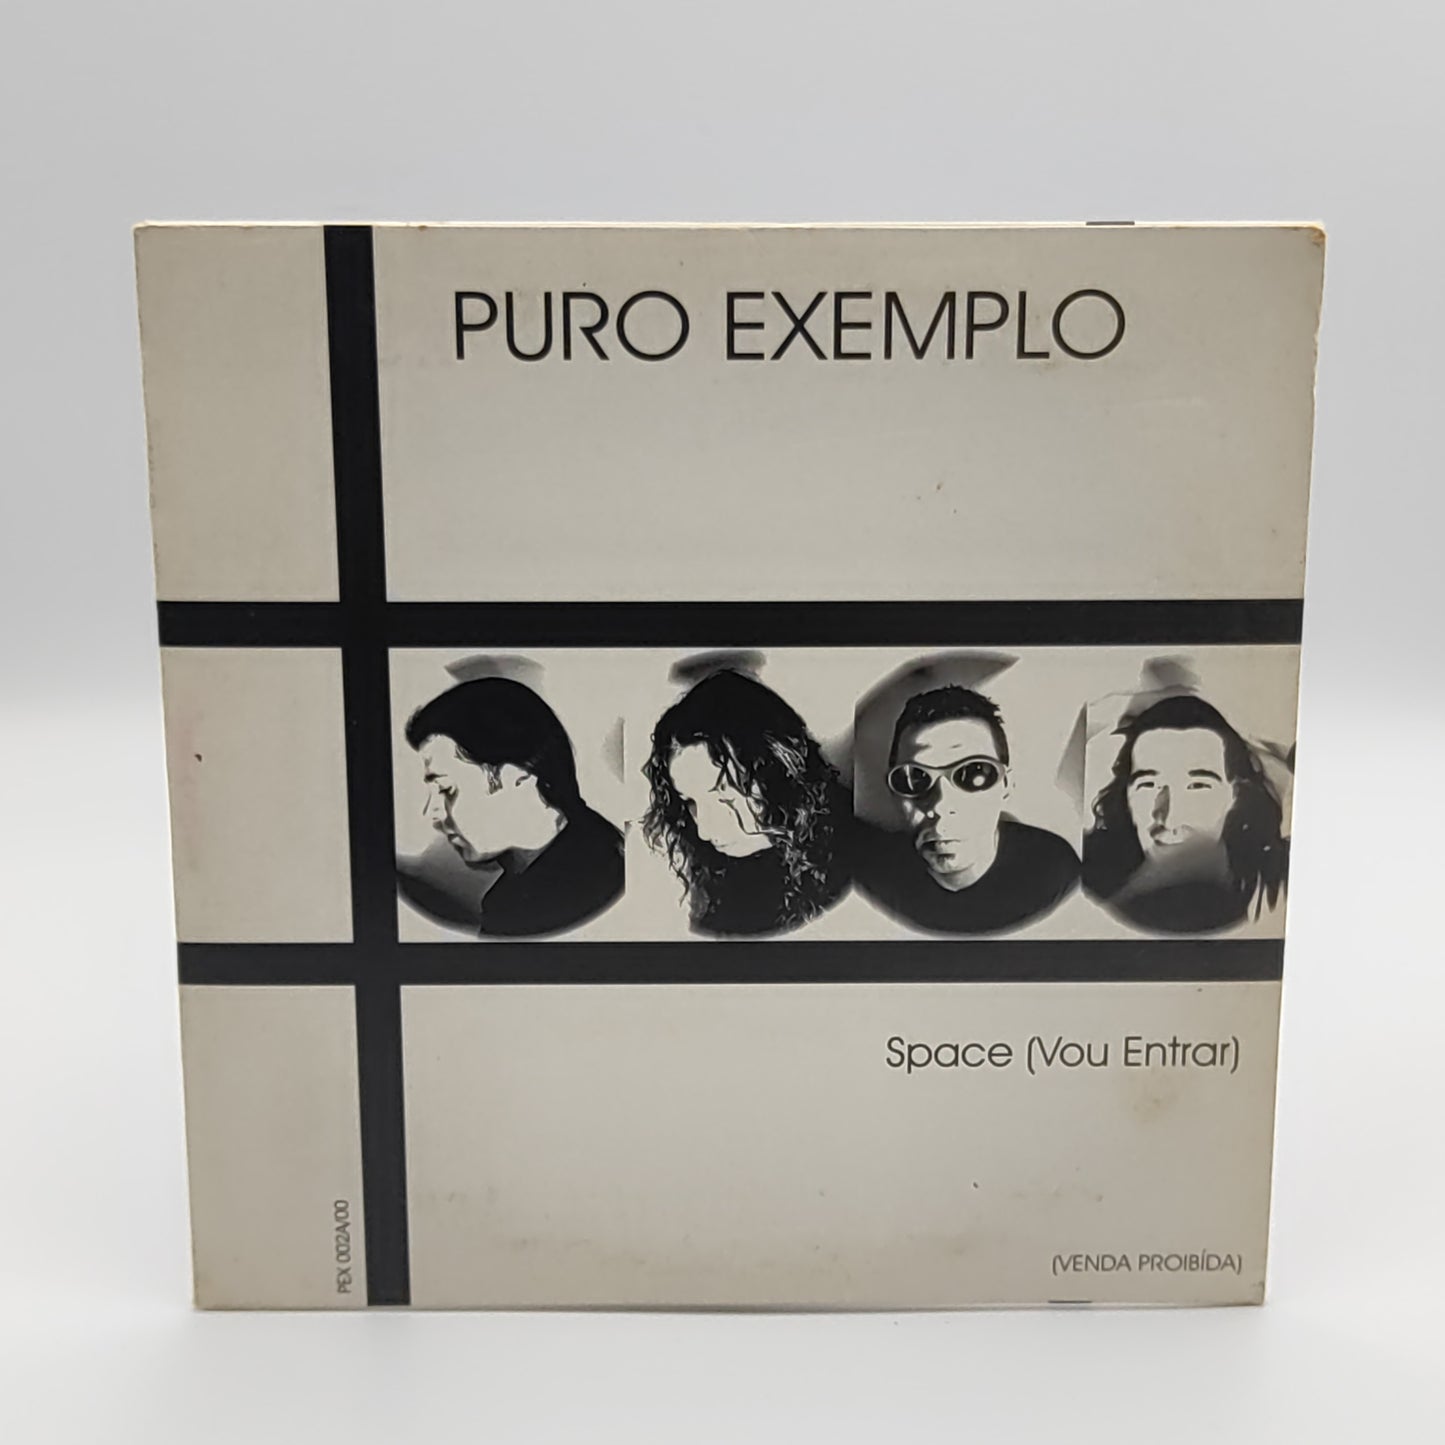 PURO EXEMPLO
Space (Vou Entrar)
PEX 002A/00
(VENDA PROIBÍDA)